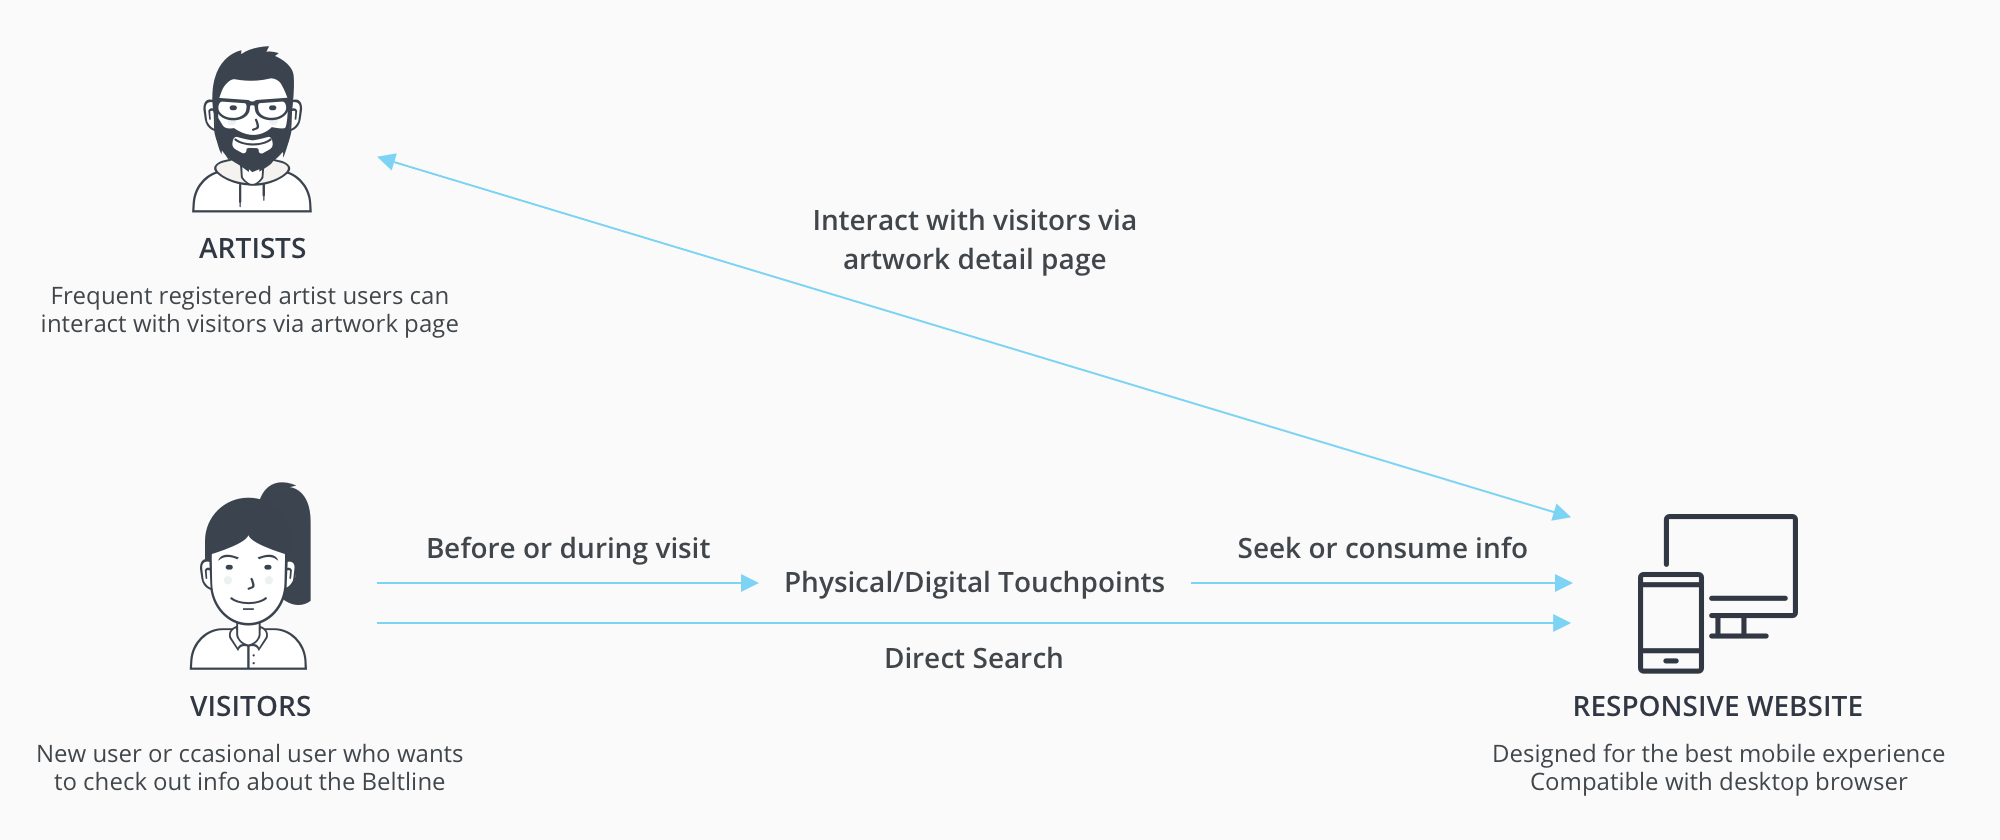 ARTISTS
Frequent registered artist users can
interact with visitors via artwork page
Interact with visitors via
artwork detail page
Before or during visit
Physical/Digital Touchpoints
Seek or consume info
Direct Search
VISITORS
New user or ccasional user who wants
to check out info about the Beltline
RESPONSIVE WEBSITE
Designed for the best mobile experience
Compatible with desktop browser